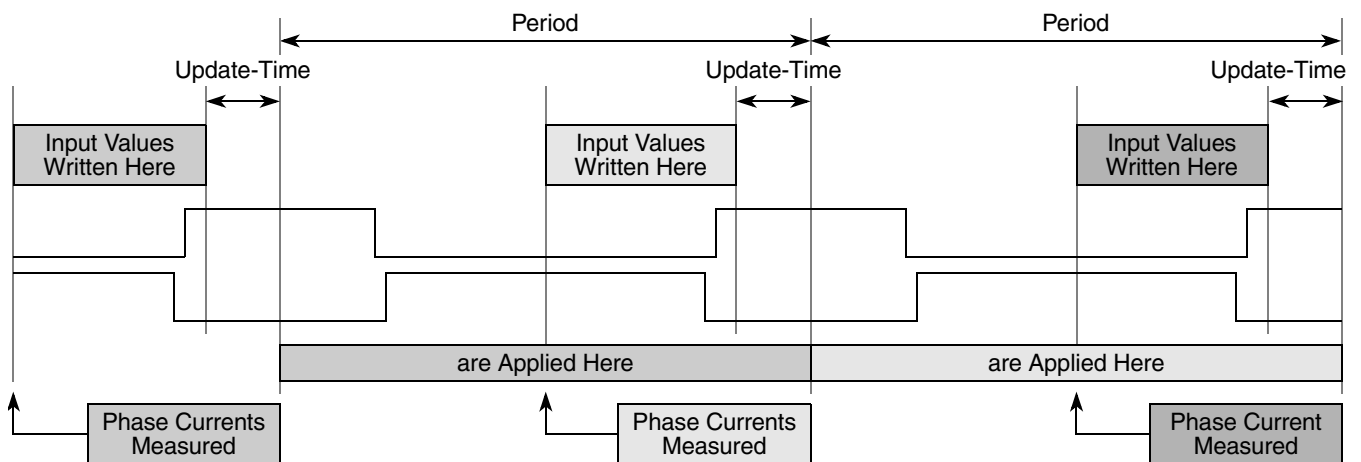 Period
Period
Update-Time
Update-Time
Update-Time
Input Values
Written Here
Input Values
Written Here
Input Values
Written Here
are Applied Here
are Applied Here
Phase Currents
Measured
Phase Currents
Measured
Phase Current
Measured